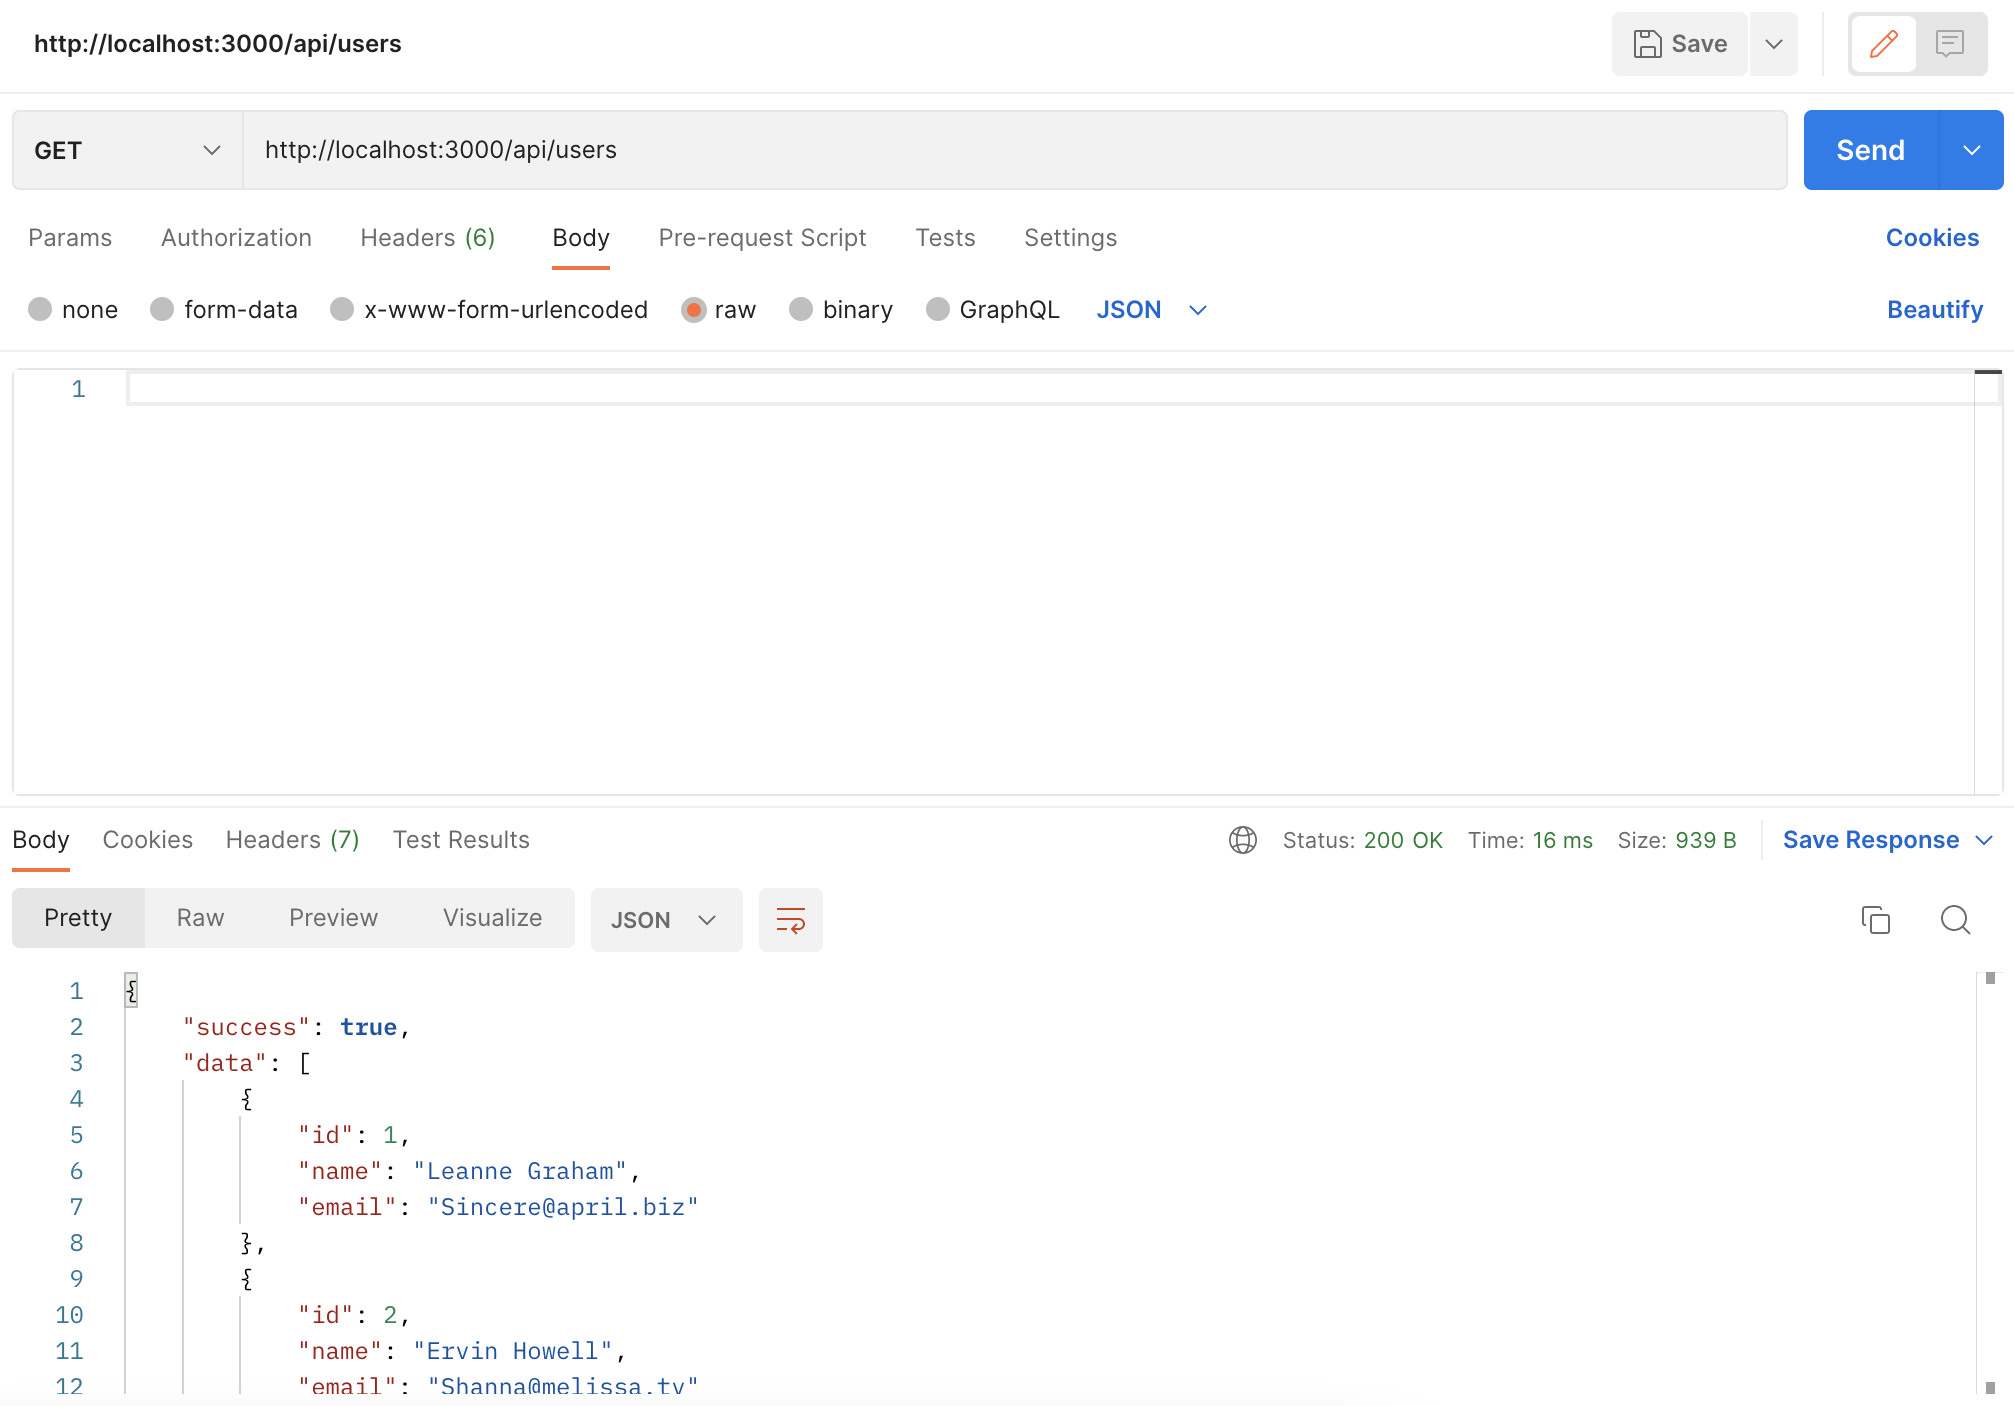 http://localhost:3000/api/users
Save
GET http://localhost:3000/api/users Send
Params Authorization Headers (6) Body Pre-request Script Tests Settings Cookies
none form-data x-www-form-urlencoded raw binary GraphQL JSON Beautify
1
Body Cookies Headers (7) Test Results Status: 200 OK Time: 16 ms Size: 939 B Save Response
Pretty Raw Preview Visualize JSON
1 {
2 "success": true,
3 "data": [
4 {
5 "id": 1,
6 "name": "Leanne Graham",
7 "email": "Sincere@april.biz"
8 },
9 {
10 "id": 2,
11 "name": "Ervin Howell",
12 "email": "Shanna@melissa.tv"